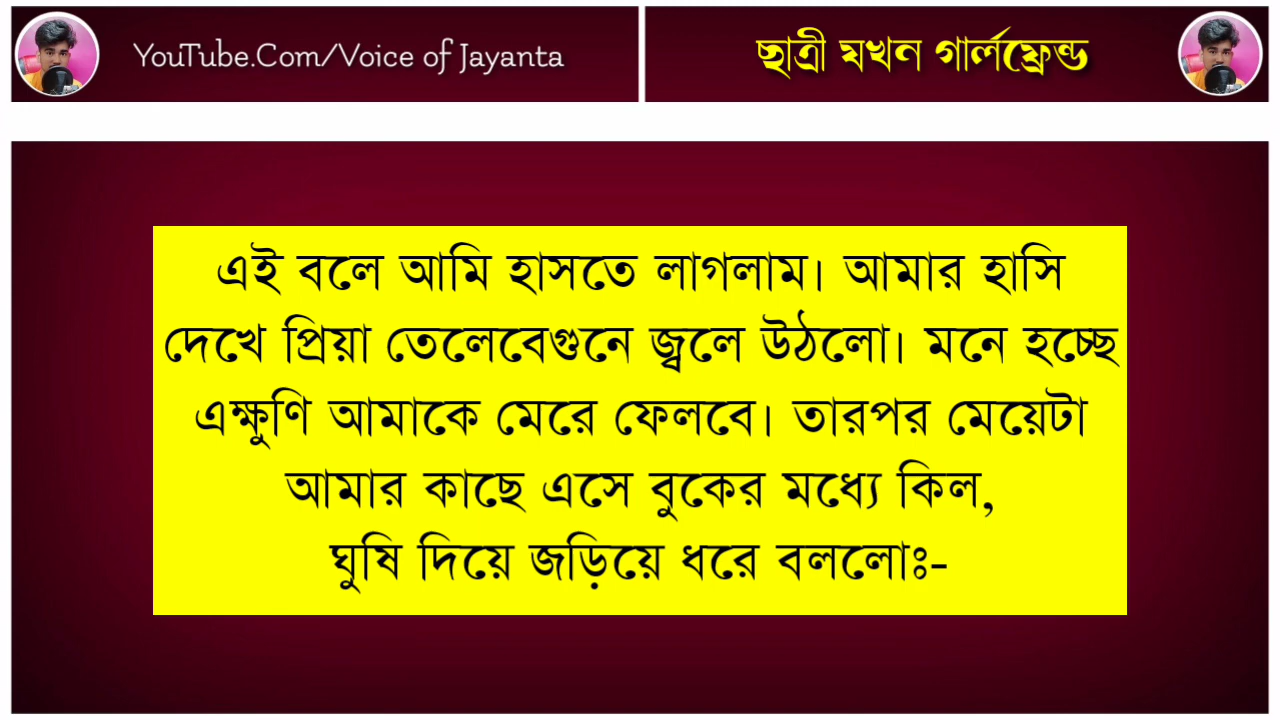 YouTube.Com/Voice of Jayanta
ছাত্রী যখন গার্লফ্রেন্ড
এই বলে আমি হাসতে লাগলাম। আমার হাসি
দেখে প্রিয়া তেলেবেগুনে জ্বলে উঠলো। মনে হচ্ছে
এক্ষুণি আমাকে মেরে ফেলবে। তারপর মেয়েটা
আমার কাছে এসে বুকের মধ্যে কিল,
ঘুষি দিয়ে জড়িয়ে ধরে বললোঃ-